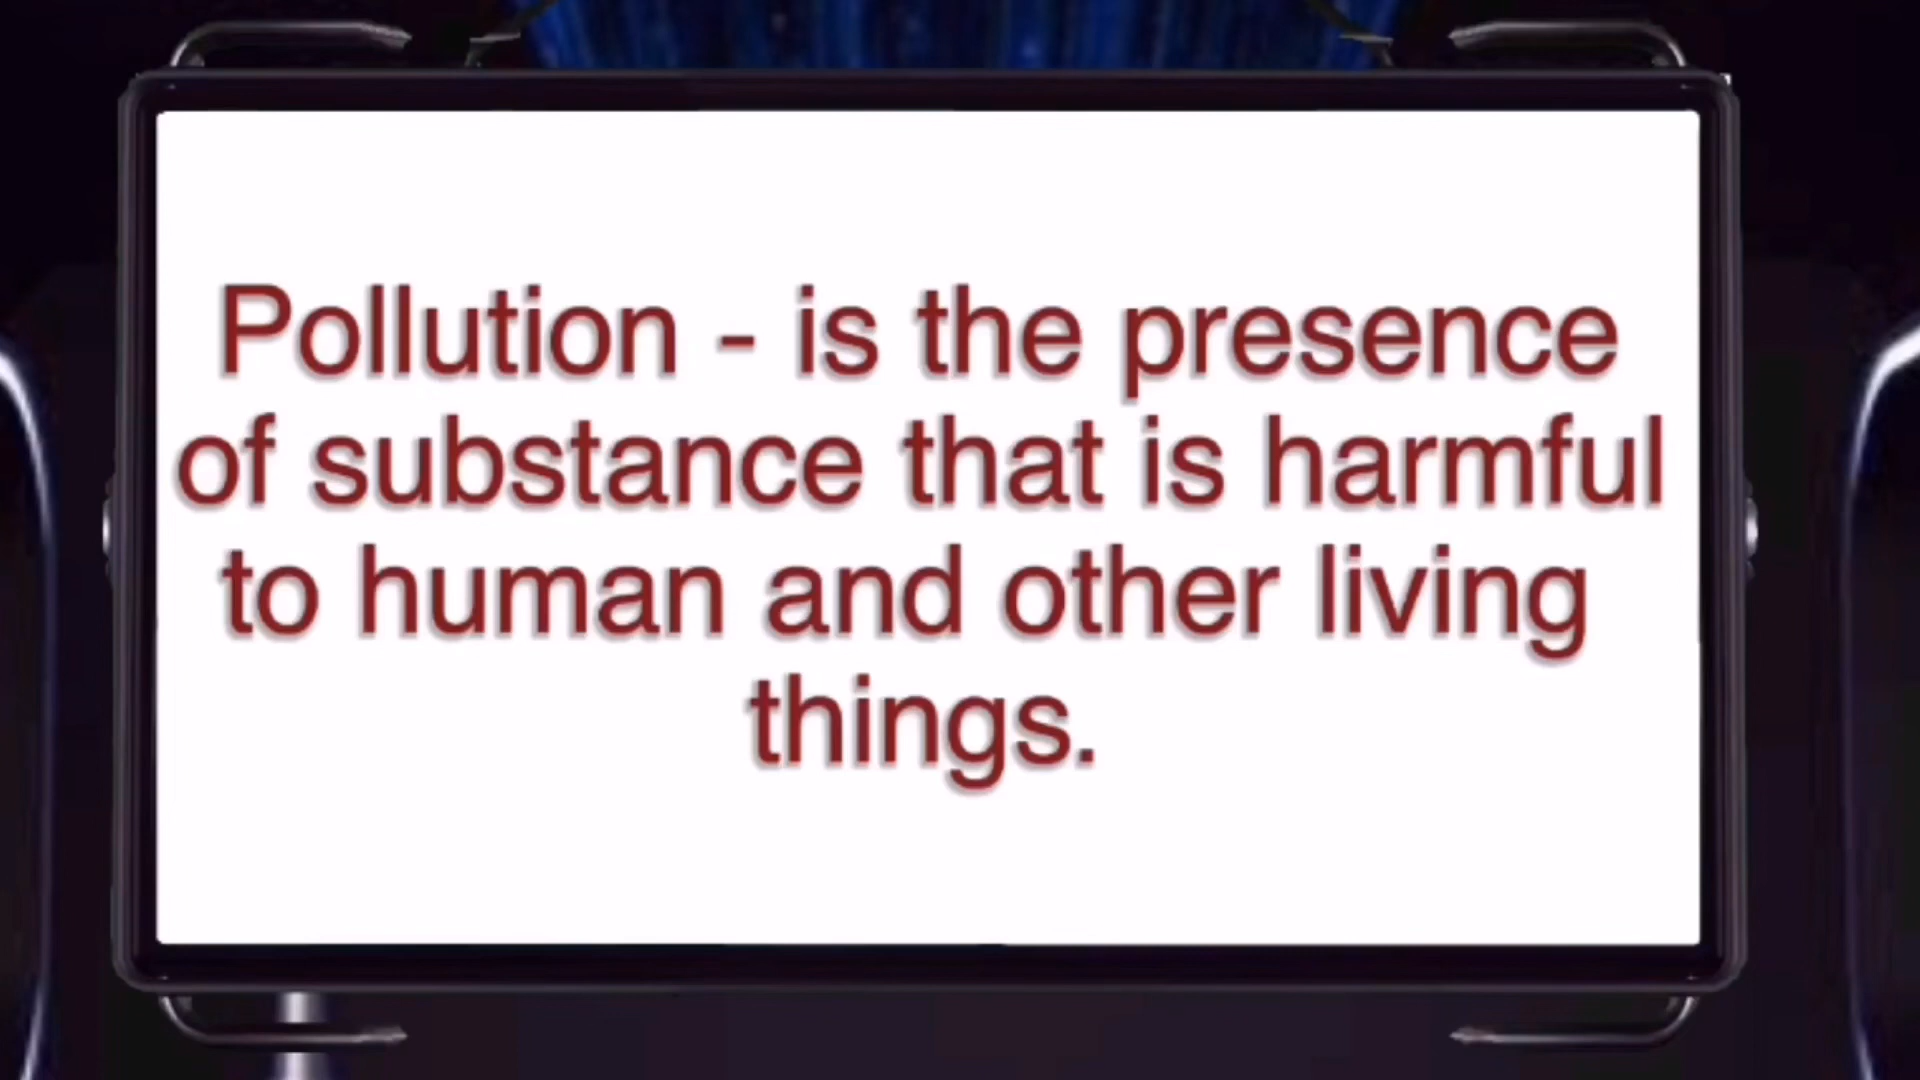 Pollution - is the presence
of substance that is harmful
to human and other living
things.